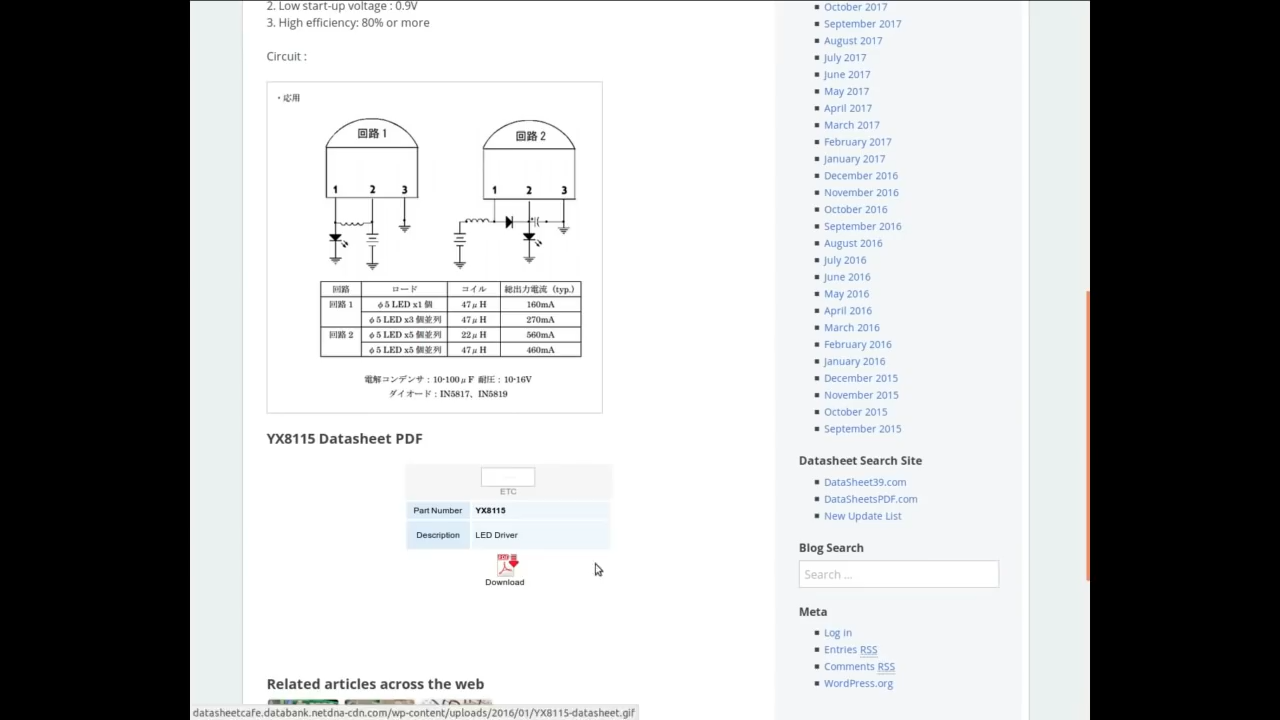 2. Low start-up voltage : 0.9V
3. High efficiency: 80% or more
Circuit :
・応用
回路1
1 2 3
回路2
1 2 3
回路 ロード コイル 総出力電流 (typ.)
回路1 φ5 LED x1 個 47μH 160mA
φ5 LED x3 個並列 47μH 270mA
回路2 φ5 LED x5 個並列 22μH 560mA
φ5 LED x5 個並列 47μH 460mA
電解コンデンサ：10-100μF 耐圧：10-16V
ダイオード：IN5817、IN5819
YX8115 Datasheet PDF
ETC
Part Number YX8115
Description LED Driver
Download
Related articles across the web
October 2017
September 2017
August 2017
July 2017
June 2017
May 2017
April 2017
March 2017
February 2017
January 2017
December 2016
November 2016
October 2016
September 2016
August 2016
July 2016
June 2016
May 2016
April 2016
March 2016
February 2016
January 2016
December 2015
November 2015
October 2015
September 2015
Datasheet Search Site
DataSheet39.com
DataSheetsPDF.com
New Update List
Blog Search
Search ...
Meta
Log in
Entries RSS
Comments RSS
WordPress.org
datasheetcafe.databank.netdna-cdn.com/wp-content/uploads/2016/01/YX8115-datasheet.gif